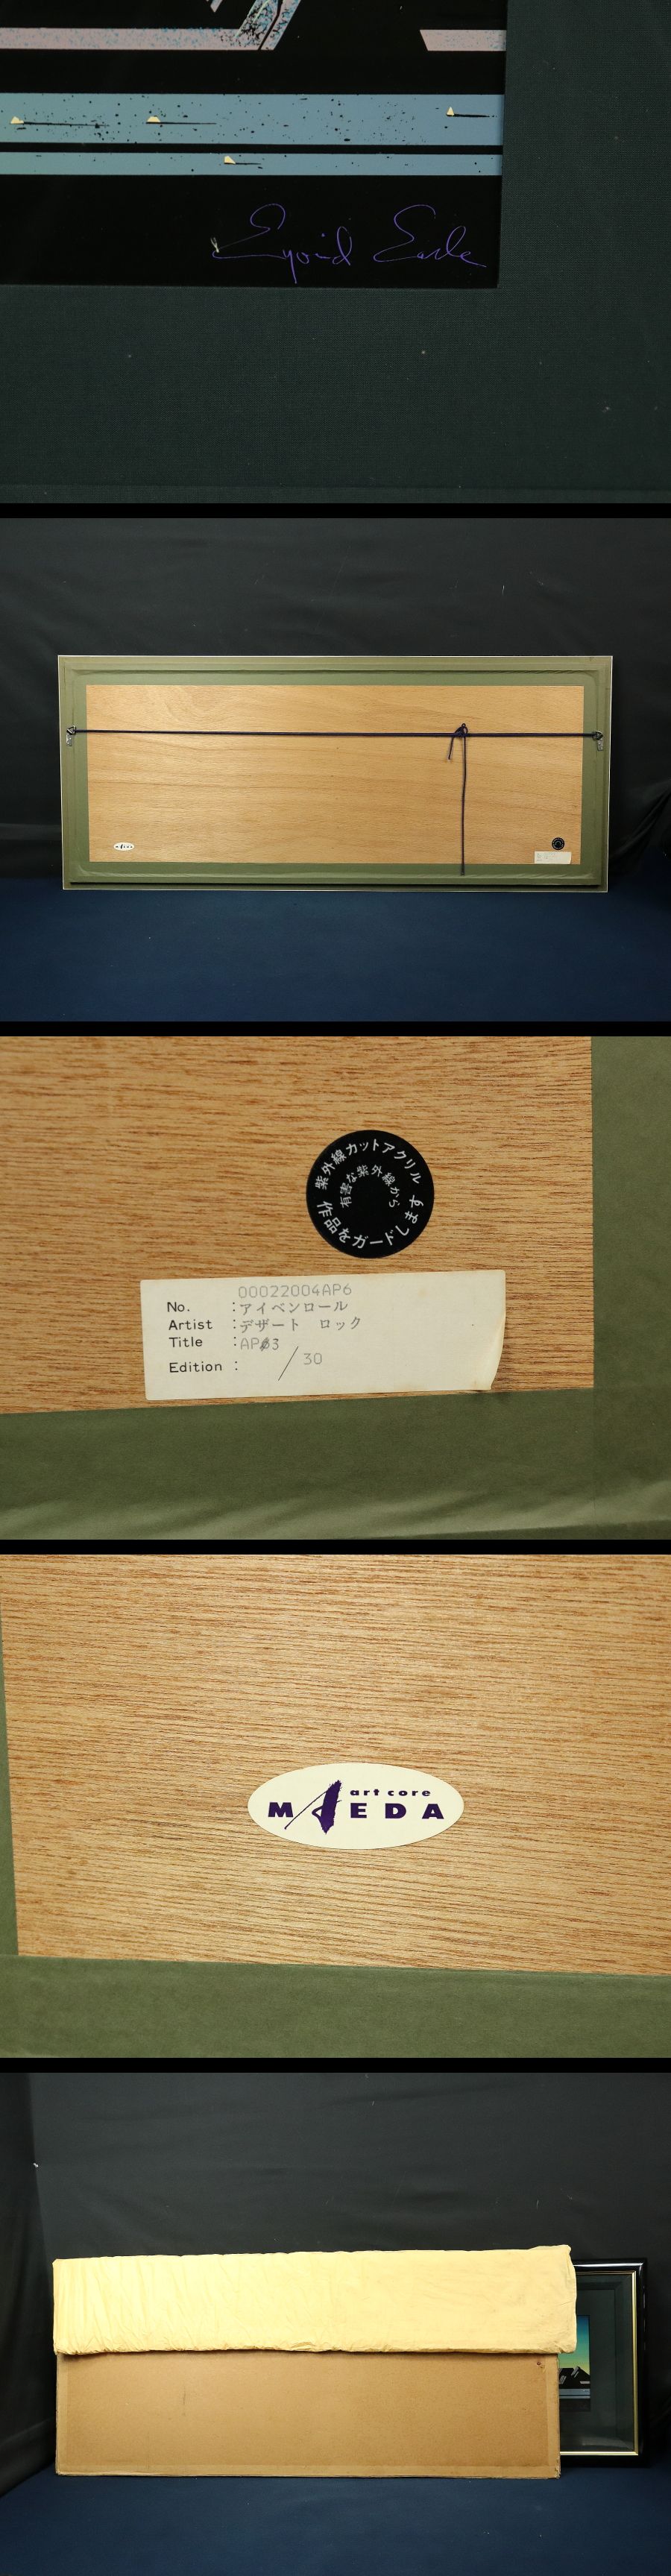 Eyvind Earle
紫外線カットアクリル
有害な紫外線から
作品をガードします
00022004AP6
No. :アイベンロール
Artist :デザート ロック
Title :AP63
Edition : / 30
art core
MAEDA